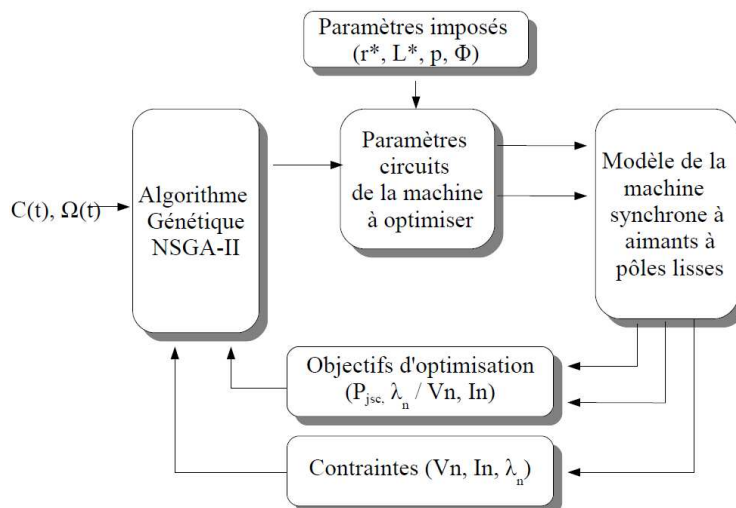 Paramètres imposés
(r*, L*, p, Φ)
C(t), Ω(t)
Algorithme
Génétique
NSGA-II
Paramètres
circuits
de la machine
à optimiser
Modèle de la
machine
synchrone à
aimants à
pôles lisses
Objectifs d'optimisation
(Pjsc, λn / Vn, In)
Contraintes (Vn, In, λn)